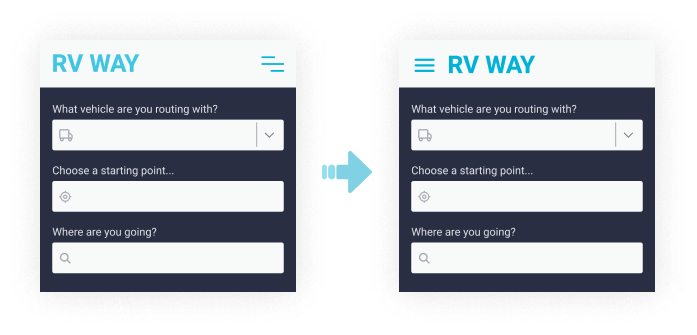 RV WAY
What vehicle are you routing with?
Choose a starting point...
Where are you going?
RV WAY
What vehicle are you routing with?
Choose a starting point...
Where are you going?